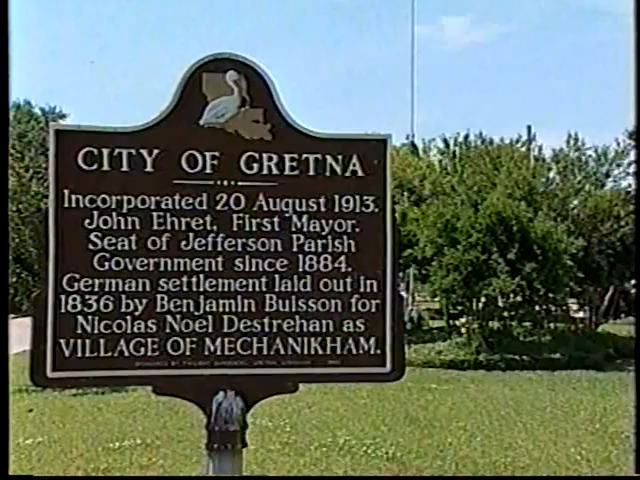 CITY OF GRETNA
Incorporated 20 August 1913.
John Ehret, First Mayor.
Seat of Jefferson Parish
Government since 1884.
German settlement laid out in
1836 by Benjamin Buisson for
Nicolas Noel Destrehan as
VILLAGE OF MECHANIKHAM.